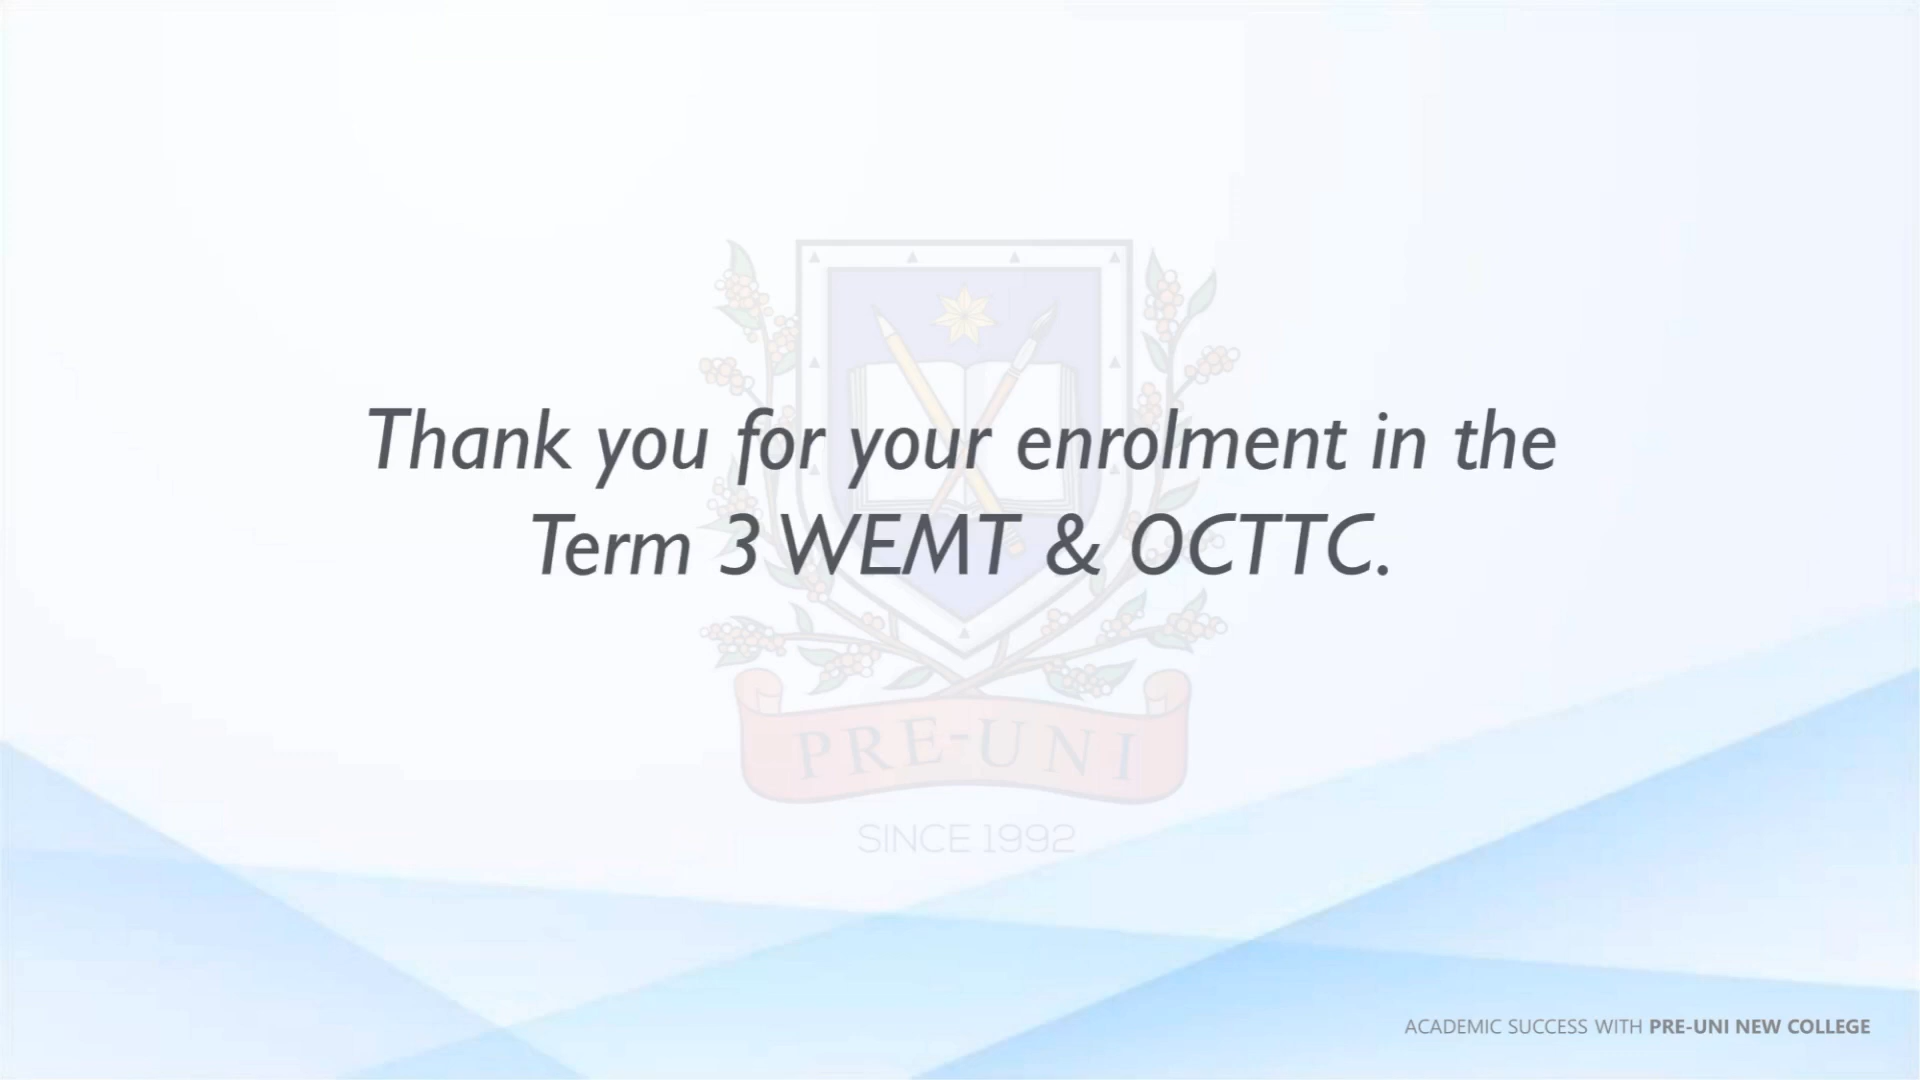 Thank you for your enrolment in the
Term 3 WEMT & OCTTC.
PRE-UNI
SINCE 1992
ACADEMIC SUCCESS WITH PRE-UNI NEW COLLEGE